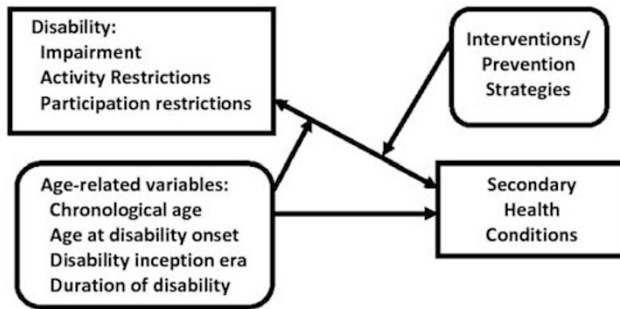 Disability:
Impairment
Activity Restrictions
Participation restrictions
Interventions/
Prevention
Strategies
Age-related variables:
Chronological age
Age at disability onset
Disability inception era
Duration of disability
Secondary
Health
Conditions